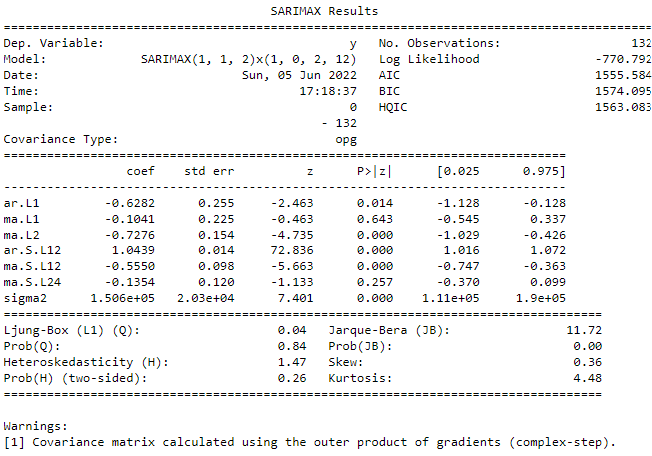 SARIMAX Results
==========================================================================================
Dep. Variable:                                  y   No. Observations:                  132
Model:             SARIMAX(1, 1, 2)x(1, 0, 2, 12)   Log Likelihood                -770.792
Date:                            Sun, 05 Jun 2022   AIC                           1555.584
Time:                                    17:18:37   BIC                           1574.095
Sample:                                         0   HQIC                          1563.083
                                            - 132
Covariance Type:                              opg
==============================================================================
                 coef    std err          z      P>|z|      [0.025      0.975]
------------------------------------------------------------------------------
ar.L1         -0.6282      0.255     -2.463      0.014      -1.128      -0.128
ma.L1         -0.1041      0.225     -0.463      0.643      -0.545       0.337
ma.L2         -0.7276      0.154     -4.735      0.000      -1.029      -0.426
ar.S.L12       1.0439      0.014     72.836      0.000       1.016       1.072
ma.S.L12      -0.5550      0.098     -5.663      0.000      -0.747      -0.363
ma.S.L24      -0.1354      0.120     -1.133      0.257      -0.370       0.099
sigma2      1.506e+05   2.03e+04      7.401      0.000    1.11e+05     1.9e+05
===================================================================================
Ljung-Box (L1) (Q):                   0.04   Jarque-Bera (JB):                11.72
Prob(Q):                              0.84   Prob(JB):                         0.00
Heteroskedasticity (H):               1.47   Skew:                             0.36
Prob(H) (two-sided):                  0.26   Kurtosis:                         4.48
===================================================================================

Warnings:
[1] Covariance matrix calculated using the outer product of gradients (complex-step).